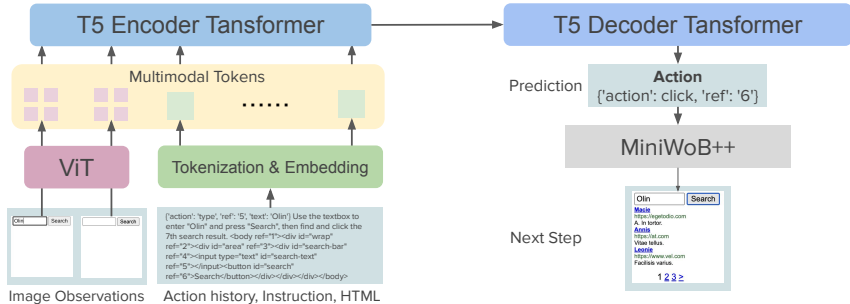 T5 Encoder Tansformer
T5 Decoder Tansformer
Multimodal Tokens
......
ViT
Tokenization & Embedding
Olin Search
Search
Image Observations
{'action': 'type', 'ref': '5', 'text': 'Olin'} Use the textbox to
enter "Olin" and press "Search", then find and click the
7th search result. <body ref="1"><div id="wrap"
ref="2"><div id="area" ref="3"><div id="search-bar"
ref="4"><input type="text" id="search-text"
ref="5"></input><button id="search"
ref="6">Search</button></div></div></div></body>
Action history, Instruction, HTML
Prediction
Action
{'action': click, 'ref': '6'}
MiniWoB++
Next Step
Olin Search
Macie
https://egetodio.com
A. In tortor.
Annis
https://at.com
Vitae tellus.
Leonie
https://www.vel.com
Facilisis varius.
1 2 3 >